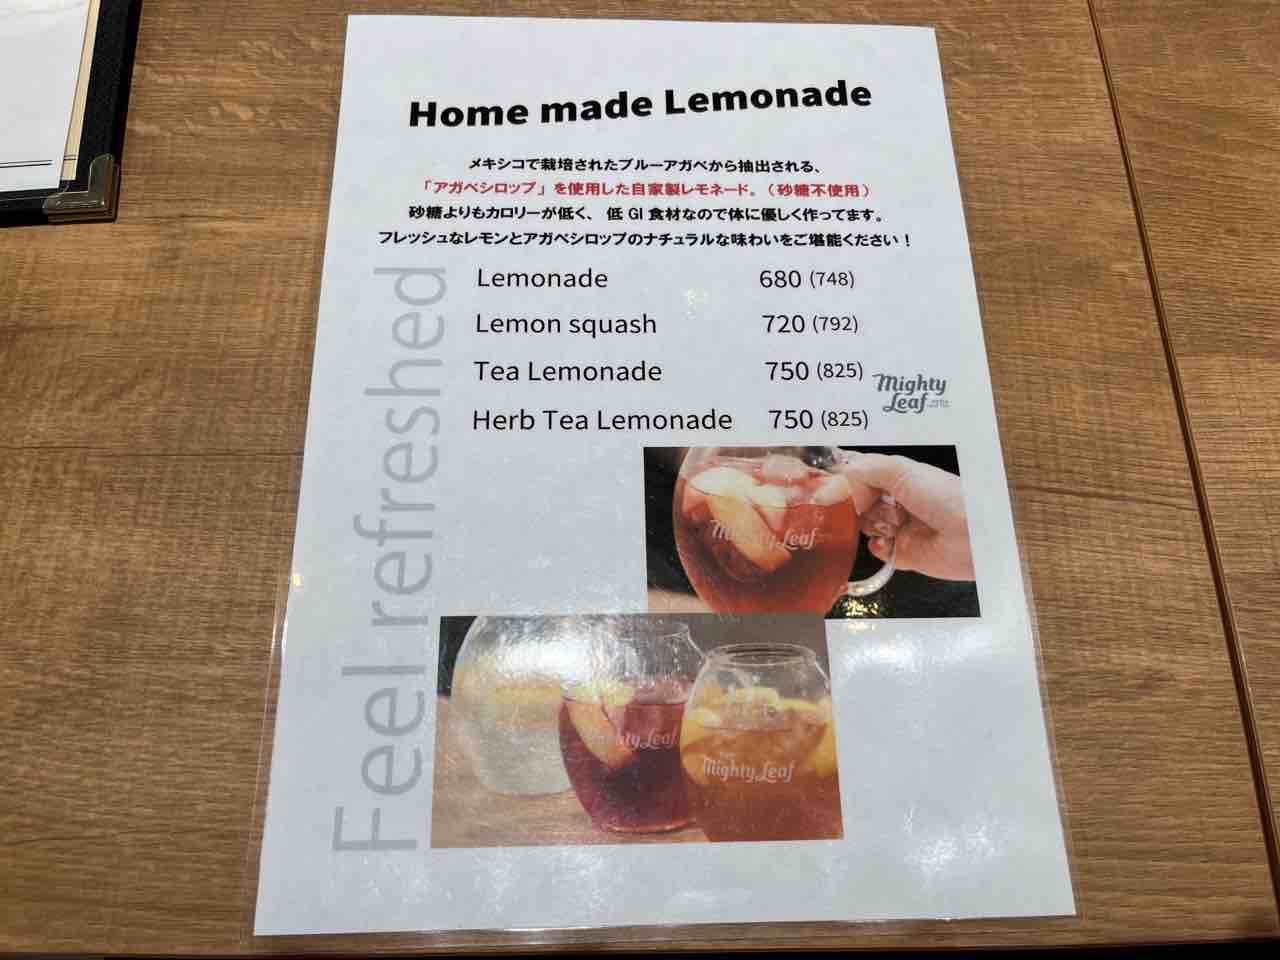 Home made Lemonade
メキシコで栽培されたブルーアガベから抽出される、
「アガベシロップ」を使用した自家製レモネード。(砂糖不使用)
砂糖よりもカロリーが低く、低GI食材なので体に優しく作ってます。
フレッシュなレモンとアガベシロップのナチュラルな味わいをご堪能ください!
Feel refreshed
Lemonade 680 (748)
Lemon squash 720 (792)
Tea Lemonade 750 (825)
Herb Tea Lemonade 750 (825)
Mighty
Leaf
Mighty Leaf
Mighty Leaf
Mighty Leaf